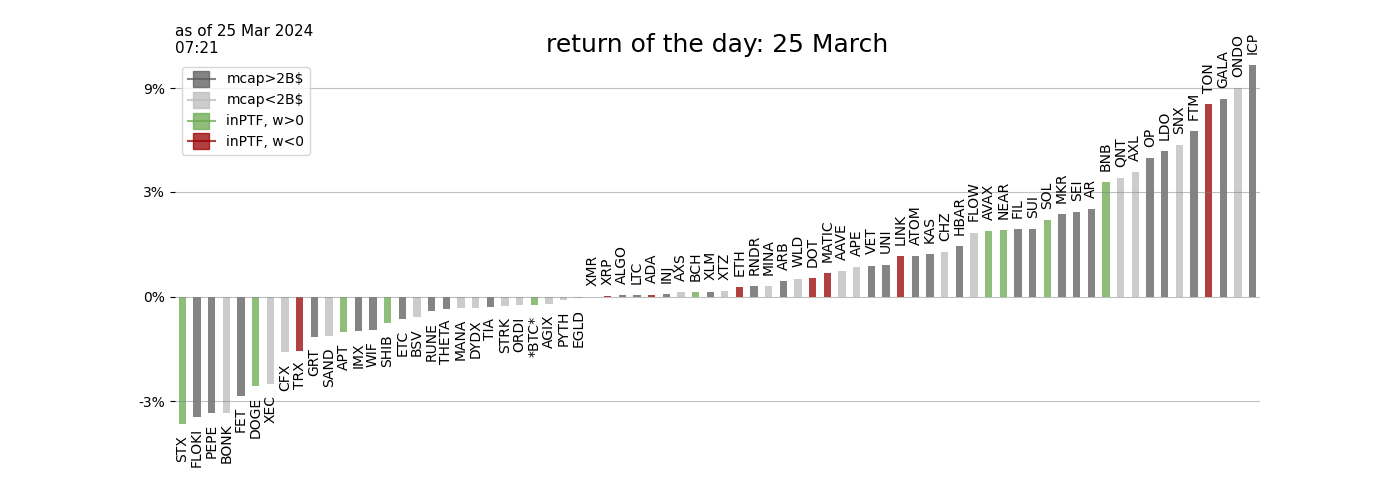 as of 25 Mar 2024
07:21
return of the day: 25 March
mcap>2B$
mcap<2B$
inPTF, w>0
inPTF, w<0
9%
3%
0%
-3%
STX
FLOKI
PEPE
BONK
FET
DOGE
XEC
CFX
TRX
GRT
SAND
APT
IMX
WIF
SHIB
ETC
BSV
RUNE
THETA
MANA
DYDX
TIA
STRK
ORDI
*BTC*
AGIX
PYTH
EGLD
XMR
XRP
ALGO
LTC
ADA
INJ
AXS
BCH
XLM
XTZ
ETH
RNDR
MINA
ARB
WLD
DOT
MATIC
AAVE
APE
VET
UNI
LINK
ATOM
KAS
CHZ
HBAR
FLOW
AVAX
NEAR
FIL
SUI
SOL
MKR
SEI
AR
BNB
QNT
AXL
OP
LDO
SNX
FTM
TON
GALA
ONDO
ICP